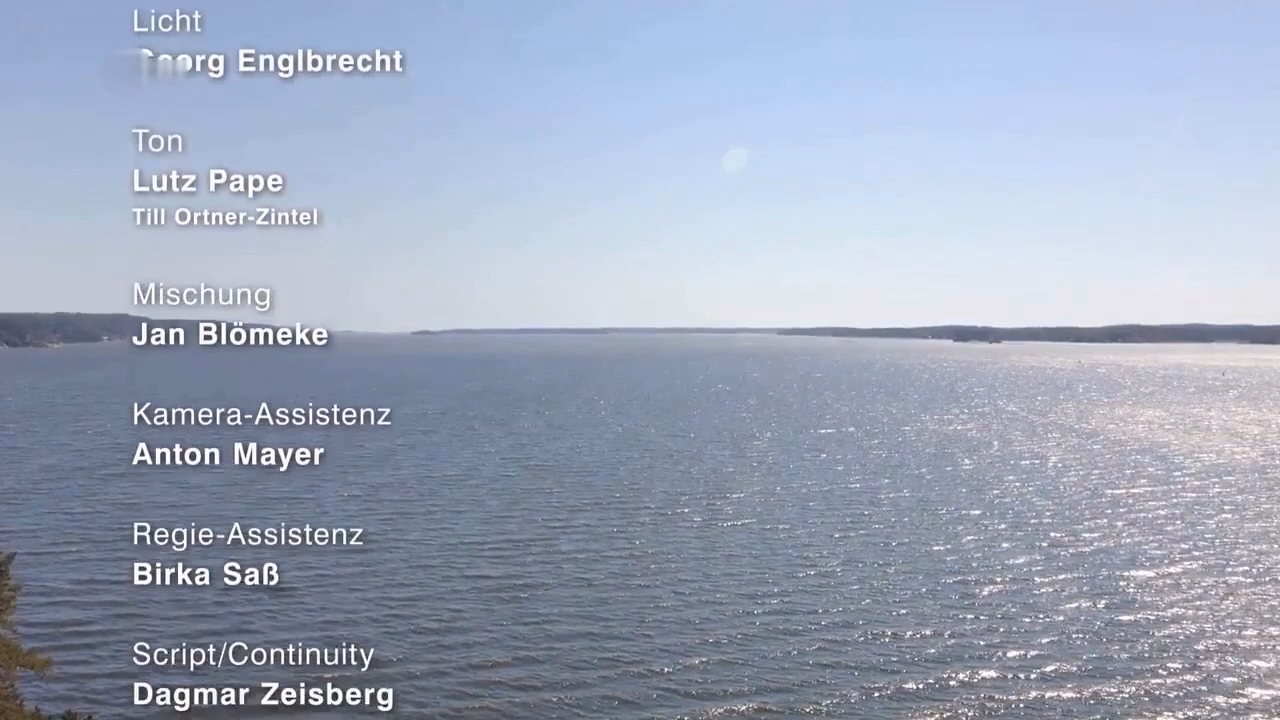 Licht
Georg Englbrecht
Ton
Lutz Pape
Till Ortner-Zintel
Mischung
Jan Blömeke
Kamera-Assistenz
Anton Mayer
Regie-Assistenz
Birka Saß
Script/Continuity
Dagmar Zeisberg